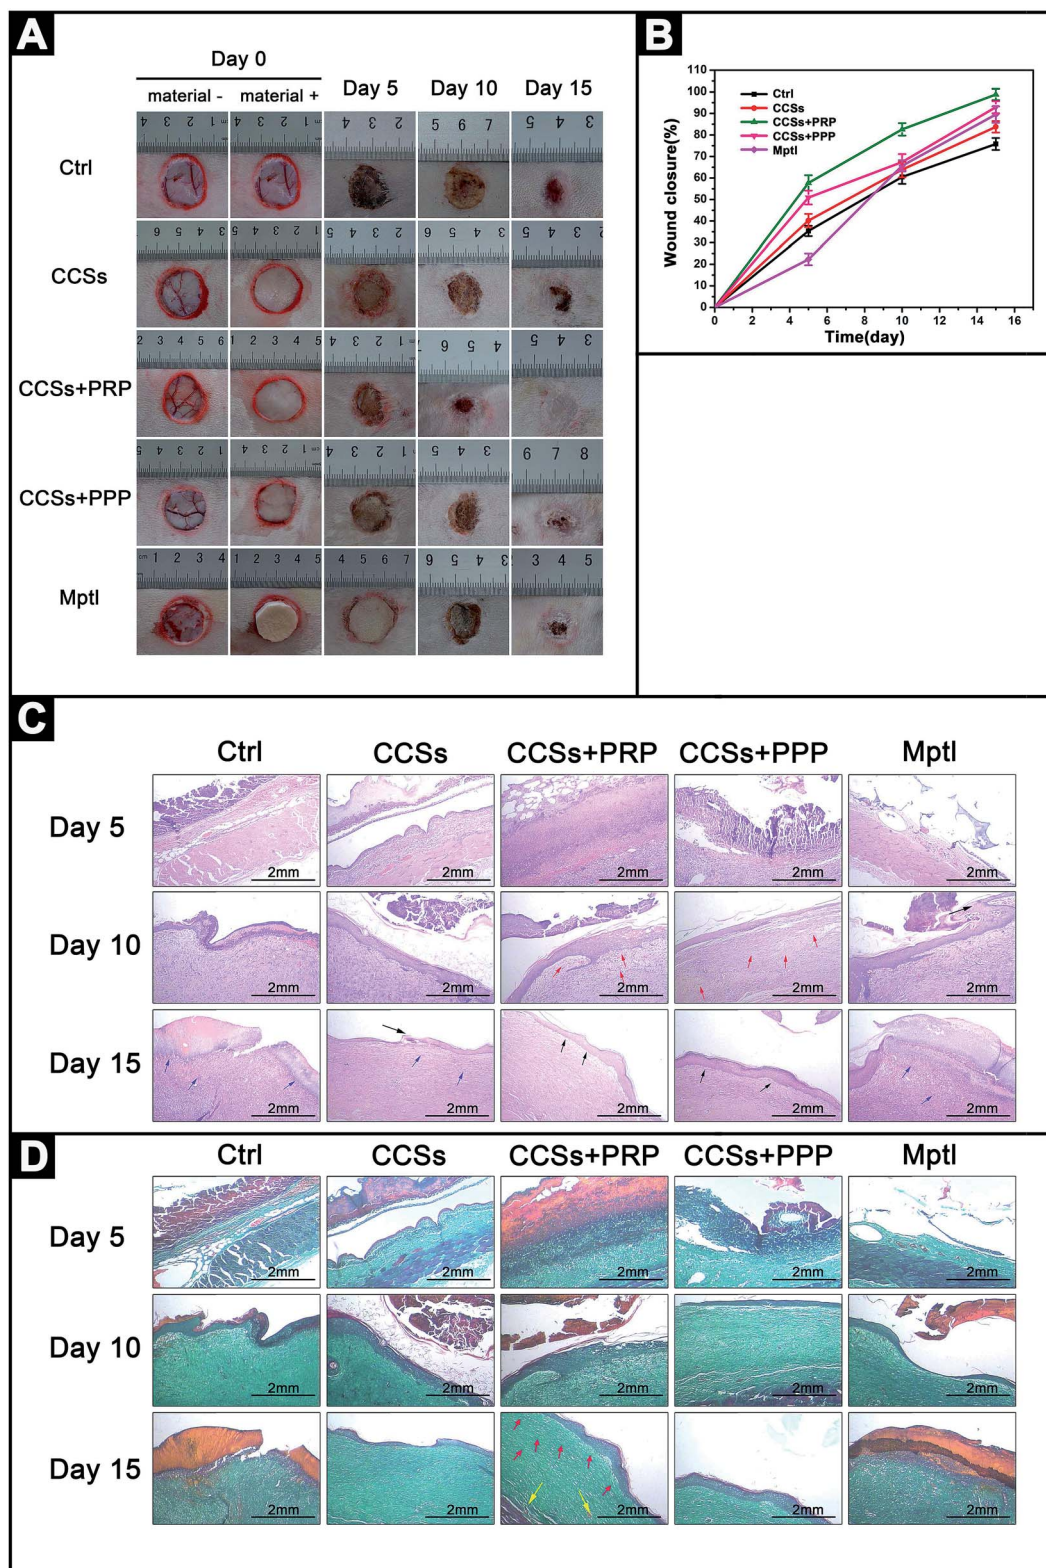 A
Day 0
material -
material +
Day 5
Day 10
Day 15
Ctrl
CCSs
CCSs+PRP
CCSs+PPP
Mptl
B
Wound closure(%)
110
100
90
80
70
60
50
40
30
20
10
0
Ctrl
CCSs
CCSs+PRP
CCSs+PPP
Mptl
0 2 4 6 8 10 12 14 16
Time(day)
C
Ctrl CCSs CCSs+PRP CCSs+PPP Mptl
Day 5
2mm 2mm 2mm 2mm 2mm
Day 10
2mm 2mm 2mm 2mm 2mm
Day 15
2mm 2mm 2mm 2mm 2mm
D
Ctrl CCSs CCSs+PRP CCSs+PPP Mptl
Day 5
2mm 2mm 2mm 2mm 2mm
Day 10
2mm 2mm 2mm 2mm 2mm
Day 15
2mm 2mm 2mm 2mm 2mm